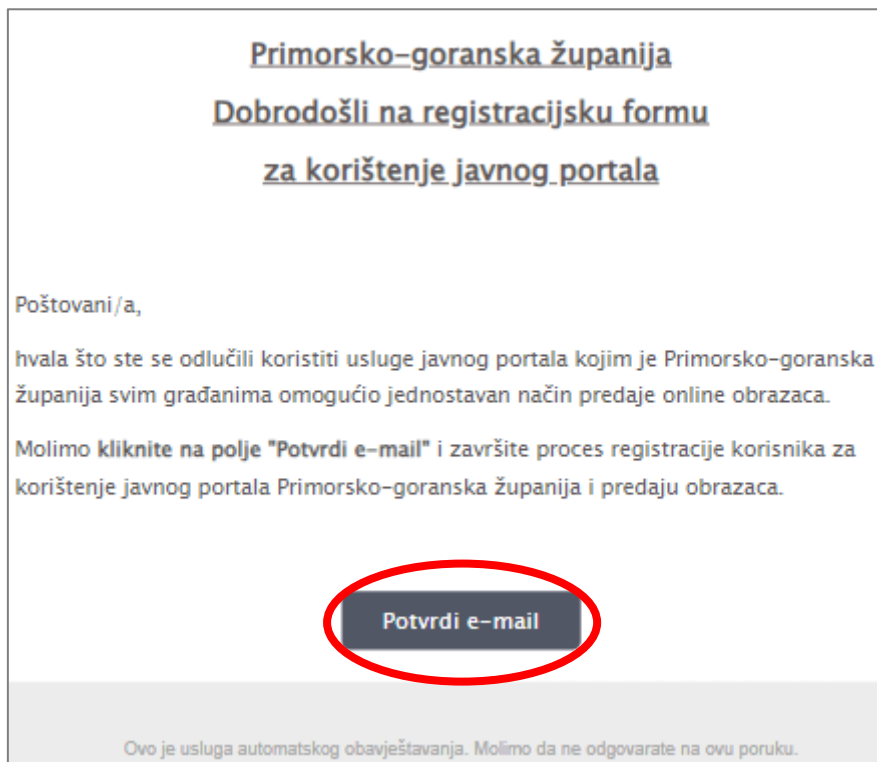 Primorsko-goranska županija
Dobrodošli na registracijsku formu
za korištenje javnog portala
Poštovani/a,
hvala što ste se odlučili koristiti usluge javnog portala kojim je Primorsko-goranska
županija svim građanima omogućio jednostavan način predaje online obrazaca.
Molimo kliknite na polje "Potvrdi e-mail" i završite proces registracije korisnika za
korištenje javnog portala Primorsko-goranska županija i predaju obrazaca.
Potvrdi e-mail
Ovo je usluga automatskog obavještavanja. Molimo da ne odgovarate na ovu poruku.